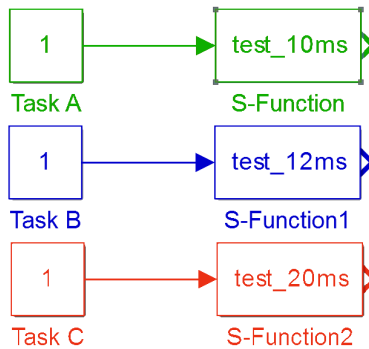 1 test_10ms
Task A S-Function
1 test_12ms
Task B S-Function1
1 test_20ms
Task C S-Function2